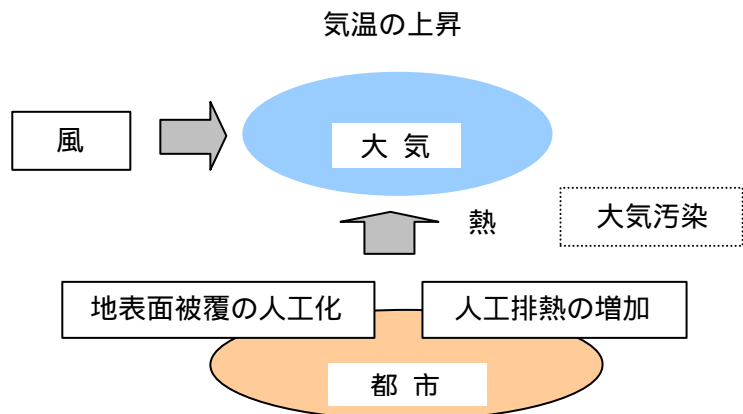 気温の上昇
風
大 気
熱
大気汚染
地表面被覆の人工化
人工排熱の増加
都 市